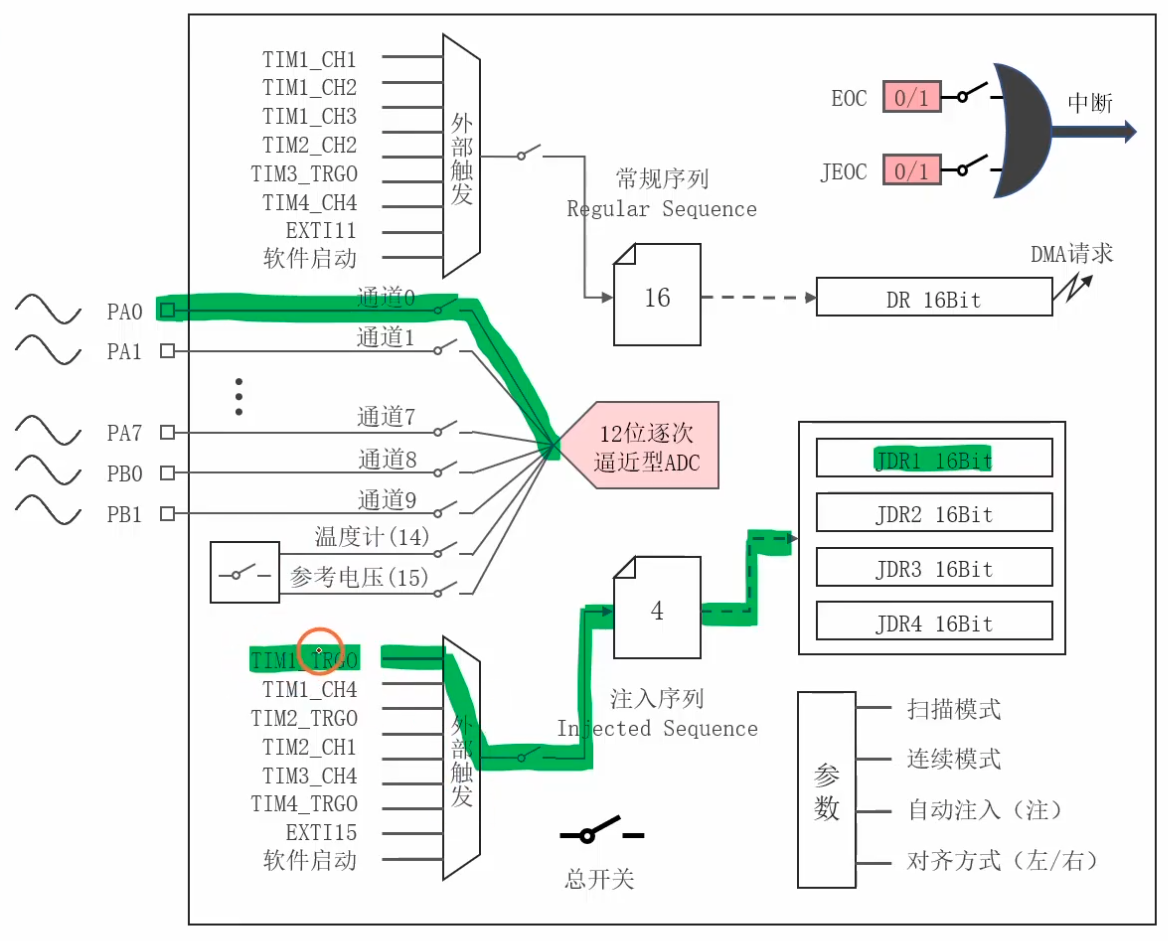 TIM1_CH1
TIM1_CH2
TIM1_CH3
TIM2_CH2
TIM3_TRGO
TIM4_CH4
EXTI11
软件启动
外部触发
常规序列
Regular Sequence
16
EOC 0/1
JEOC 0/1
中断
DMA请求
DR 16Bit
PA0 通道0
PA1 通道1
PA7 通道7
PB0 通道8
PB1 通道9
温度计(14)
参考电压(15)
12位逐次
逼近型ADC
JDR1 16Bit
JDR2 16Bit
JDR3 16Bit
JDR4 16Bit
4
注入序列
Injected Sequence
TIM1_TRGO
TIM1_CH4
TIM2_TRGO
TIM2_CH1
TIM3_CH4
TIM4_TRGO
EXTI15
软件启动
外部触发
总开关
参数
扫描模式
连续模式
自动注入（注）
对齐方式（左/右）